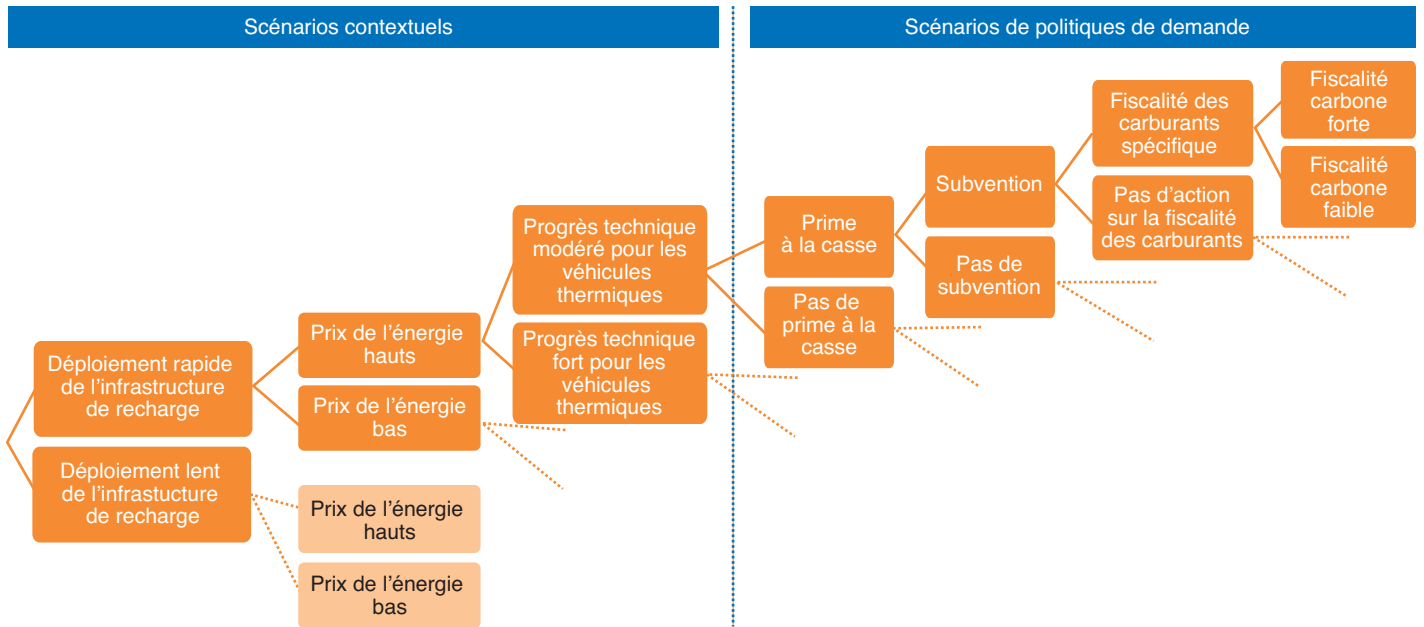 Scénarios contextuels
Scénarios de politiques de demande
Déploiement rapide
de l’infrastructure
de recharge
Déploiement lent
de l’infrastucture
de recharge
Prix de l’énergie
hauts
Prix de l’énergie
bas
Prix de l’énergie
hauts
Prix de l’énergie
bas
Progrès technique
modéré pour les
véhicules
thermiques
Progrès technique
fort pour les
véhicules
thermiques
Prime
à la casse
Pas de
prime à la
casse
Subvention
Pas de
subvention
Fiscalité des
carburants
spécifique
Pas d’action
sur la fiscalité
des carburants
Fiscalité
carbone
forte
Fiscalité
carbone
faible